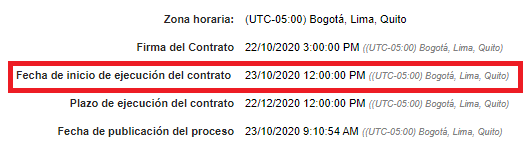 Zona horaria: (UTC-05:00) Bogotá, Lima, Quito
Firma del Contrato 22/10/2020 3:00:00 PM ((UTC-05:00) Bogotá, Lima, Quito)
Fecha de inicio de ejecución del contrato 23/10/2020 12:00:00 PM ((UTC-05:00) Bogotá, Lima, Quito)
Plazo de ejecución del contrato 22/12/2020 12:00:00 PM ((UTC-05:00) Bogotá, Lima, Quito)
Fecha de publicación del proceso 23/10/2020 9:10:54 AM ((UTC-05:00) Bogotá, Lima, Quito)